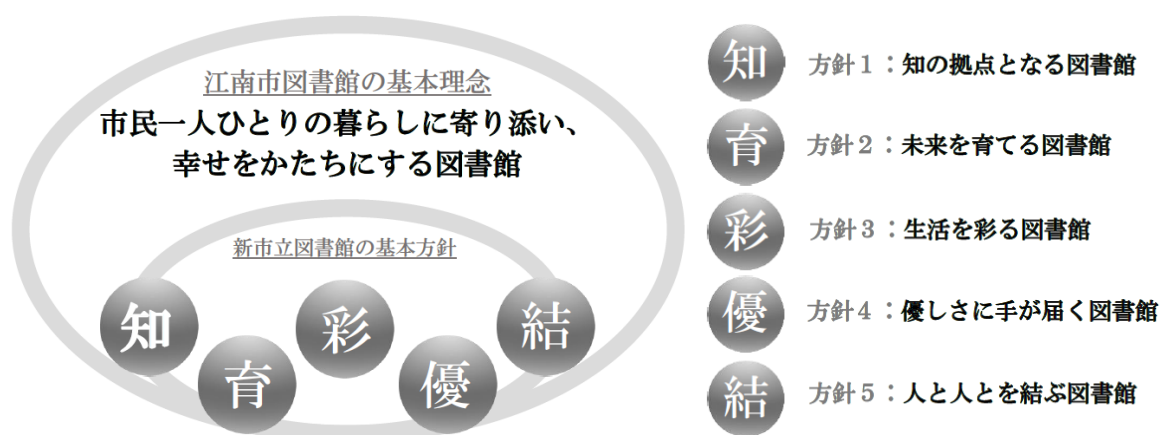 江南市図書館の基本理念
市民一人ひとりの暮らしに寄り添い、
幸せをかたちにする図書館
新市立図書館の基本方針
知
育
彩
優
結
知 方針1：知の拠点となる図書館
育 方針2：未来を育てる図書館
彩 方針3：生活を彩る図書館
優 方針4：優しさに手が届く図書館
結 方針5：人と人とを結ぶ図書館